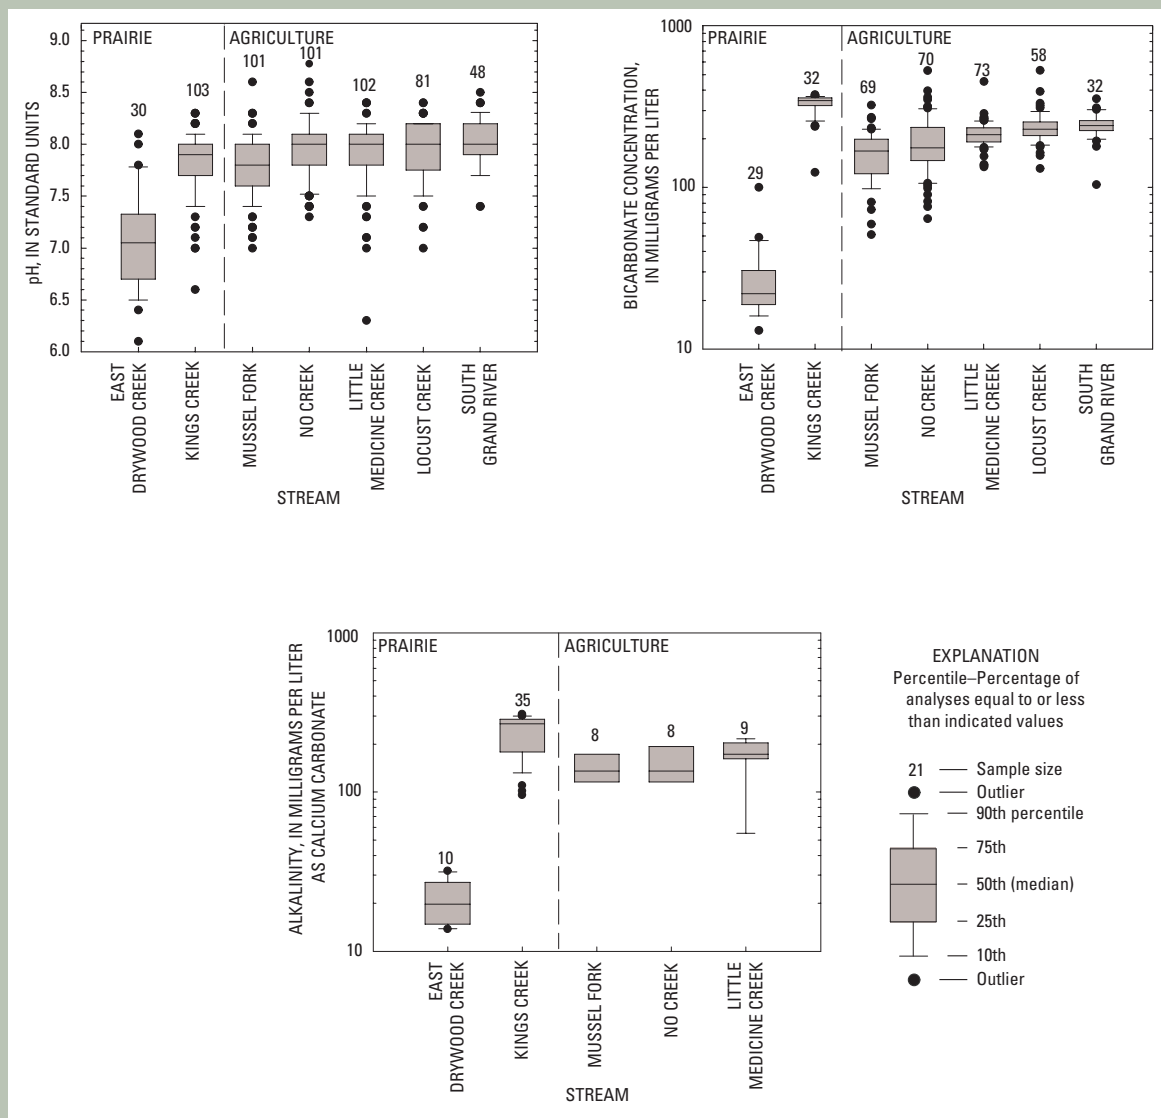 PRAIRIE
AGRICULTURE
pH, IN STANDARD UNITS
9.0
8.5
8.0
7.5
7.0
6.5
6.0
30
103
101
101
102
81
48
EAST
DRYWOOD CREEK
KINGS CREEK
MUSSEL FORK
NO CREEK
LITTLE
MEDICINE CREEK
LOCUST CREEK
SOUTH
GRAND RIVER
STREAM
PRAIRIE
AGRICULTURE
BICARBONATE CONCENTRATION,
IN MILLIGRAMS PER LITER
1000
100
10
29
32
69
70
73
58
32
EAST
DRYWOOD CREEK
KINGS CREEK
MUSSEL FORK
NO CREEK
LITTLE
MEDICINE CREEK
LOCUST CREEK
SOUTH
GRAND RIVER
STREAM
PRAIRIE
AGRICULTURE
ALKALINITY, IN MILLIGRAMS PER LITER
AS CALCIUM CARBONATE
1000
100
10
10
35
8
8
9
EAST
DRYWOOD CREEK
KINGS CREEK
MUSSEL FORK
NO CREEK
LITTLE
MEDICINE CREEK
STREAM
EXPLANATION
Percentile–Percentage of
analyses equal to or less
than indicated values
21 Sample size
Outlier
90th percentile
75th
50th (median)
25th
10th
Outlier